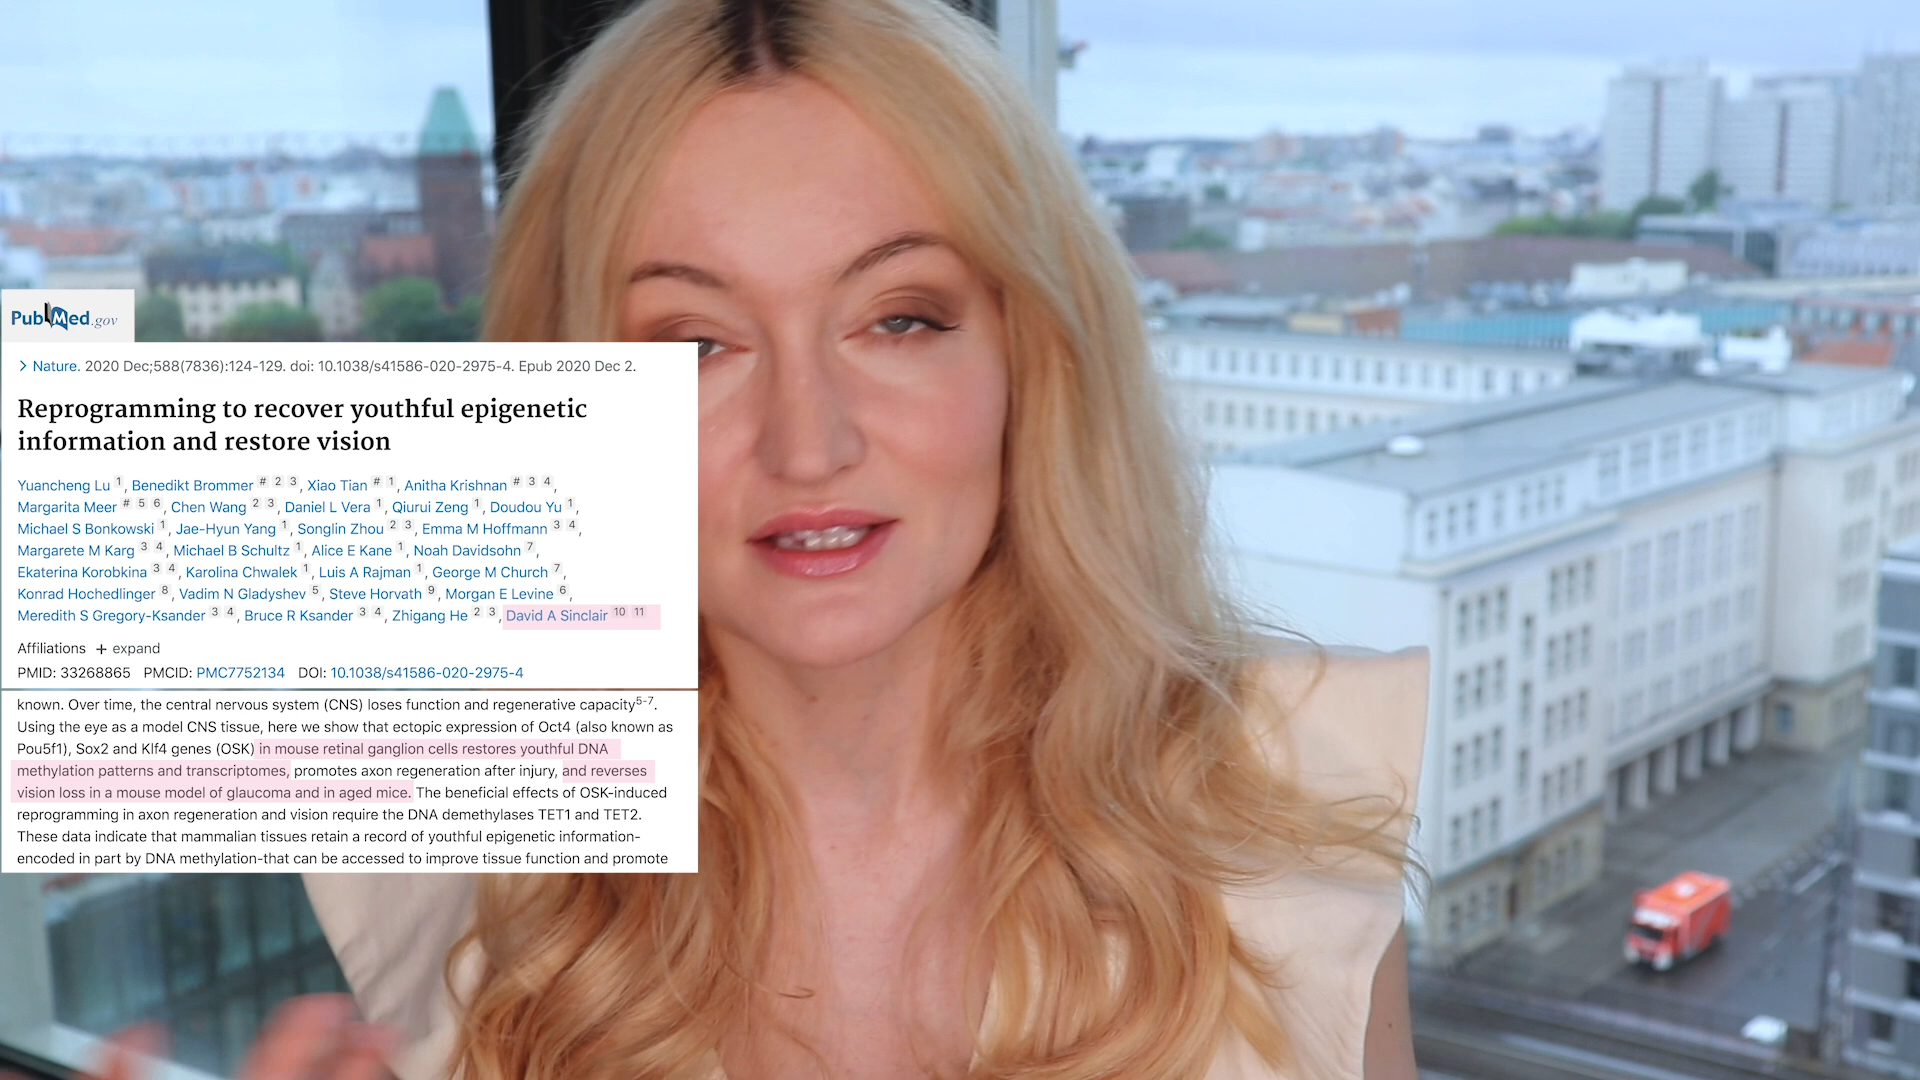 PubMed.gov
> Nature. 2020 Dec;588(7836):124-129. doi: 10.1038/s41586-020-2975-4. Epub 2020 Dec 2.
Reprogramming to recover youthful epigenetic
information and restore vision
Yuancheng Lu 1, Benedikt Brommer # 2 3, Xiao Tian # 1, Anitha Krishnan # 3 4,
Margarita Meer # 5 6, Chen Wang 2 3, Daniel L Vera 1, Qiurui Zeng 1, Doudou Yu 1,
Michael S Bonkowski 1, Jae-Hyun Yang 1, Songlin Zhou 2 3, Emma M Hoffmann 3 4,
Margarete M Karg 3 4, Michael B Schultz 1, Alice E Kane 1, Noah Davidsohn 7,
Ekaterina Korobkina 3 4, Karolina Chwalek 1, Luis A Rajman 1, George M Church 7,
Konrad Hochedlinger 8, Vadim N Gladyshev 5, Steve Horvath 9, Morgan E Levine 6,
Meredith S Gregory-Ksander 3 4, Bruce R Ksander 3 4, Zhigang He 2 3, David A Sinclair 10 11
Affiliations + expand
PMID: 33268865 PMCID: PMC7752134 DOI: 10.1038/s41586-020-2975-4
known. Over time, the central nervous system (CNS) loses function and regenerative capacity5-7.
Using the eye as a model CNS tissue, here we show that ectopic expression of Oct4 (also known as
Pou5f1), Sox2 and Klf4 genes (OSK) in mouse retinal ganglion cells restores youthful DNA
methylation patterns and transcriptomes, promotes axon regeneration after injury, and reverses
vision loss in a mouse model of glaucoma and in aged mice. The beneficial effects of OSK-induced
reprogramming in axon regeneration and vision require the DNA demethylases TET1 and TET2.
These data indicate that mammalian tissues retain a record of youthful epigenetic information-
encoded in part by DNA methylation-that can be accessed to improve tissue function and promote